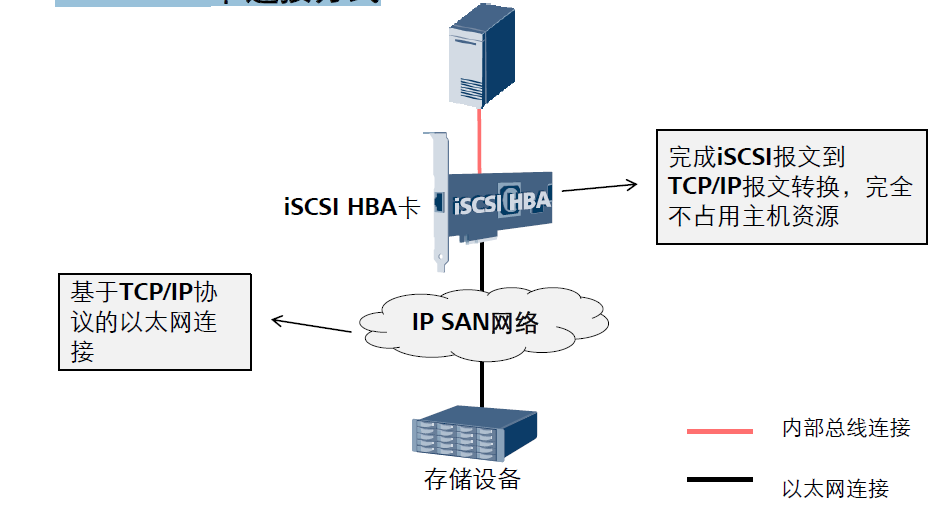 iSCSI HBA
iSCSI HBA卡
完成iSCSI报文到
TCP/IP报文转换，完全
不占用主机资源
基于TCP/IP协
议的以太网连
接
IP SAN网络
存储设备
内部总线连接
以太网连接